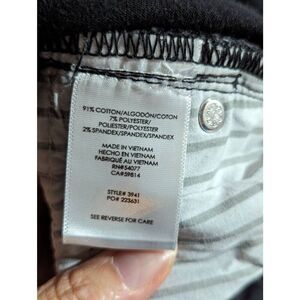 91% COTTON/ALGODÓN/COTON
7% POLYESTER/
POLIESTER/POLYESTER
2% SPANDEX/SPANDEX/SPANDEX
MADE IN VIETNAM
HECHO EN VIETNAM
FABRIQUÉ AU VIETNAM
RN#54077
CA#59814
STYLE# 3941
PO# 223631
SEE REVERSE FOR CARE